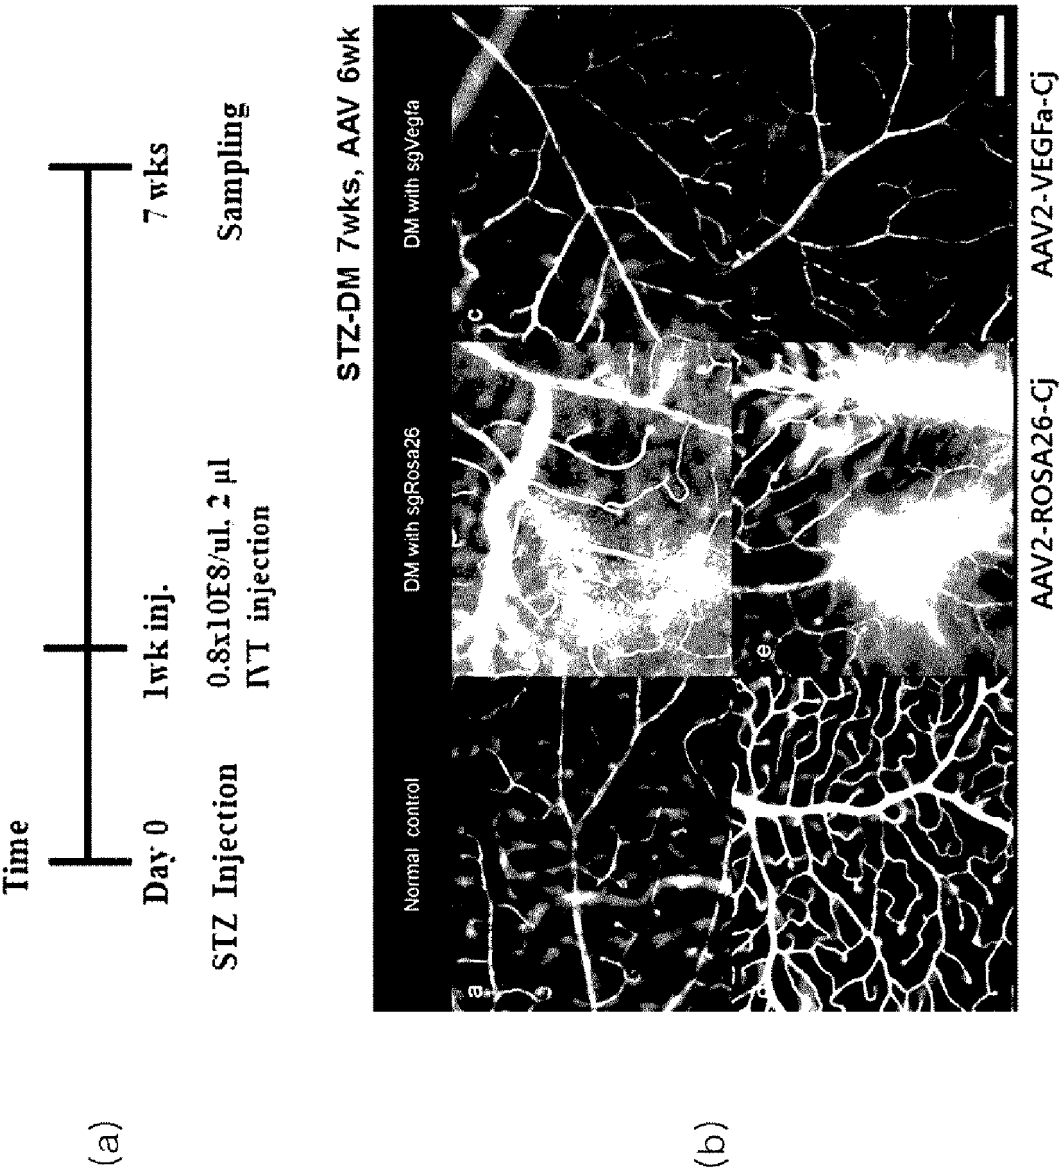 (a)
Time
Day 0
1wk inj.
7 wks
STZ Injection
0.8x10E8/ul. 2 µl
IVT injection
Sampling
(b)
STZ-DM 7wks, AAV 6wk
Normal control
DM with sgRosa26
DM with sgVegfa
a
c
e
f
AAV2-ROSA26-Cj
AAV2-VEGFa-Cj